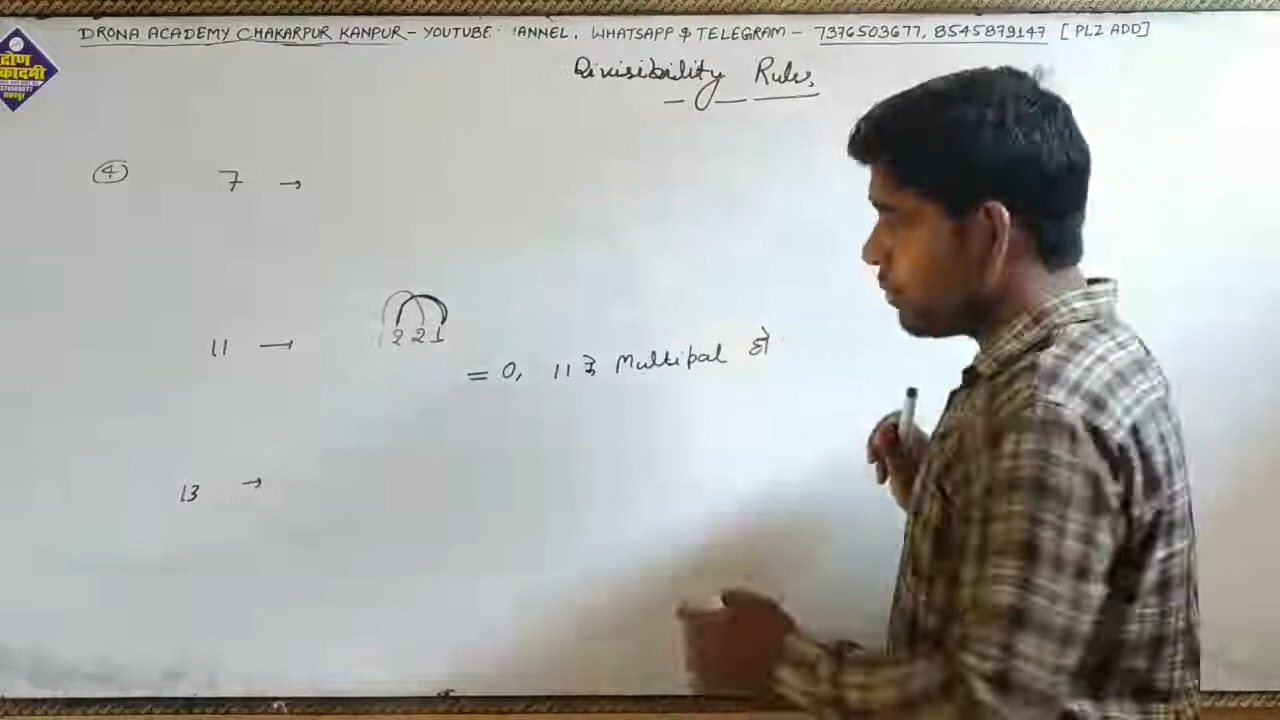 DRONA ACADEMY CHAKARPUR KANPUR - YOUTUBE ANNEL, WHATSAPP & TELEGRAM - 7376503677, 8545879147 [PLZ ADD]
द्रोण
कादमी
Divisibility Rules
④ 7 →
11 → 221
= 0, 11 के Multipal हो
13 →